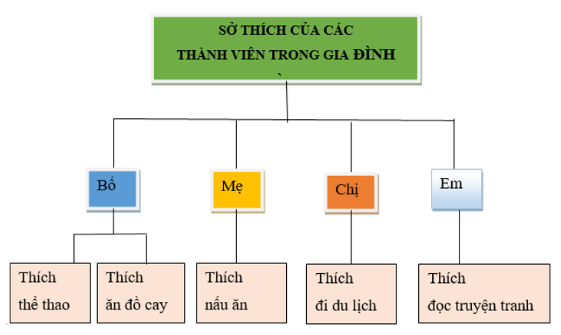 SỞ THÍCH CỦA CÁC
THÀNH VIÊN TRONG GIA ĐÌNH
Bố
Mẹ
Chị
Em
Thích
thể thao
Thích
ăn đồ cay
Thích
nấu ăn
Thích
đi du lịch
Thích
đọc truyện tranh